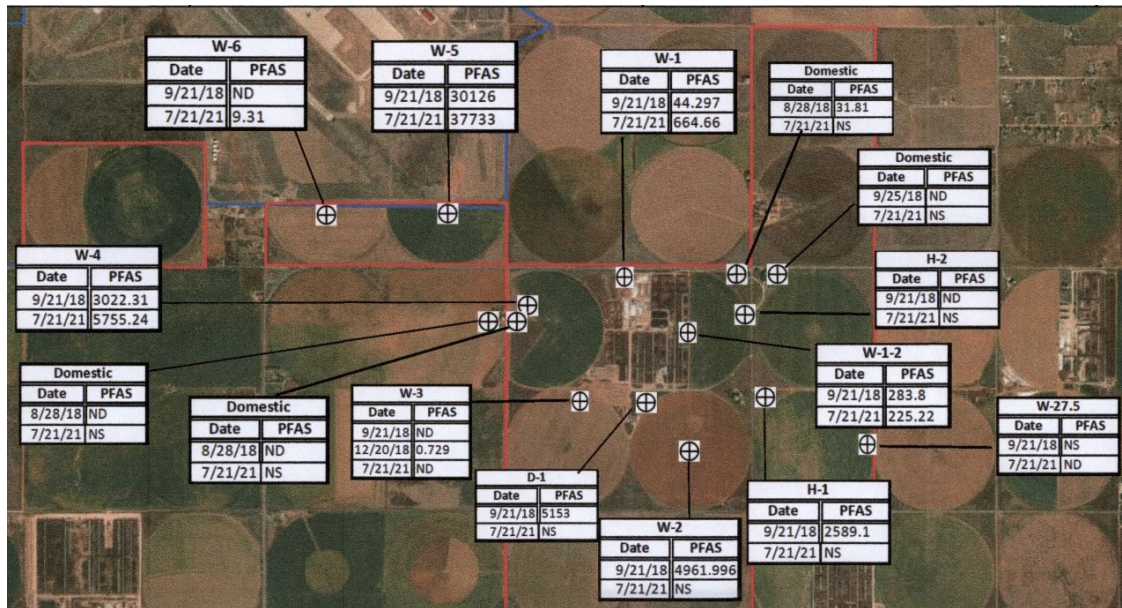 W-6
Date PFAS
9/21/18 ND
7/21/21 9.31
W-5
Date PFAS
9/21/18 30126
7/21/21 37733
W-1
Date PFAS
9/21/18 44.297
7/21/21 664.66
Domestic
Date PFAS
8/28/18 31.81
7/21/21 NS
Domestic
Date PFAS
9/25/18 ND
7/21/21 NS
W-4
Date PFAS
9/21/18 3022.31
7/21/21 5755.24
H-2
Date PFAS
9/21/18 ND
7/21/21 NS
Domestic
Date PFAS
8/28/18 ND
7/21/21 NS
Domestic
Date PFAS
8/28/18 ND
7/21/21 NS
W-3
Date PFAS
9/21/18 ND
12/20/18 0.729
7/21/21 ND
W-1-2
Date PFAS
9/21/18 283.8
7/21/21 225.22
W-27.5
Date PFAS
9/21/18 NS
7/21/21 ND
D-1
Date PFAS
9/21/18 5153
7/21/21 NS
W-2
Date PFAS
9/21/18 4961.996
7/21/21 NS
H-1
Date PFAS
9/21/18 2589.1
7/21/21 NS